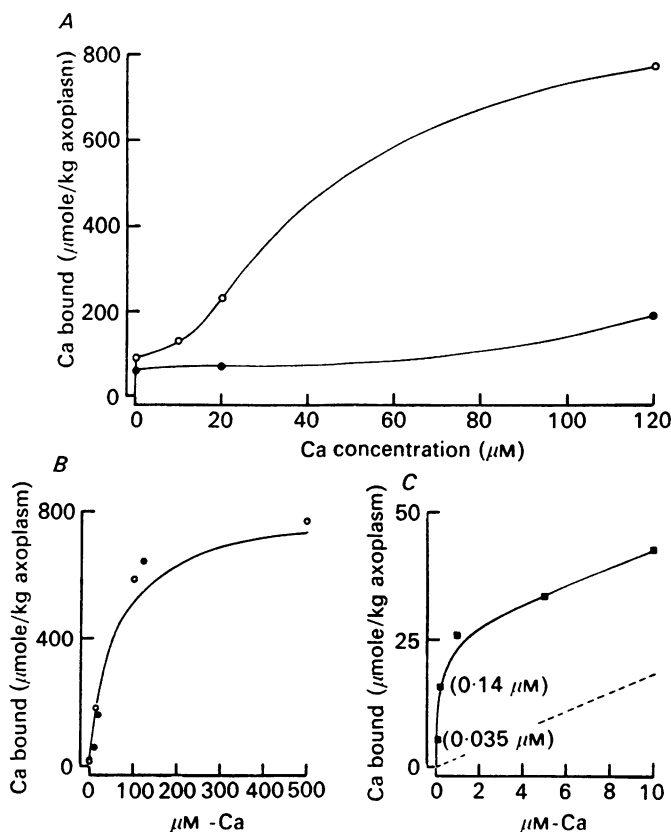 A
Ca bound (μmole/kg axoplasm)
800
600
400
200
0
0 20 40 60 80 100 120
Ca concentration (μM)
B
Ca bound (μmole/kg axoplasm)
800
400
0
0 100 200 300 400 500
μM -Ca
C
Ca bound (μmole/kg axoplasm)
50
25
0
(0·14 μM)
(0·035 μM)
0 2 4 6 8 10
μM-Ca